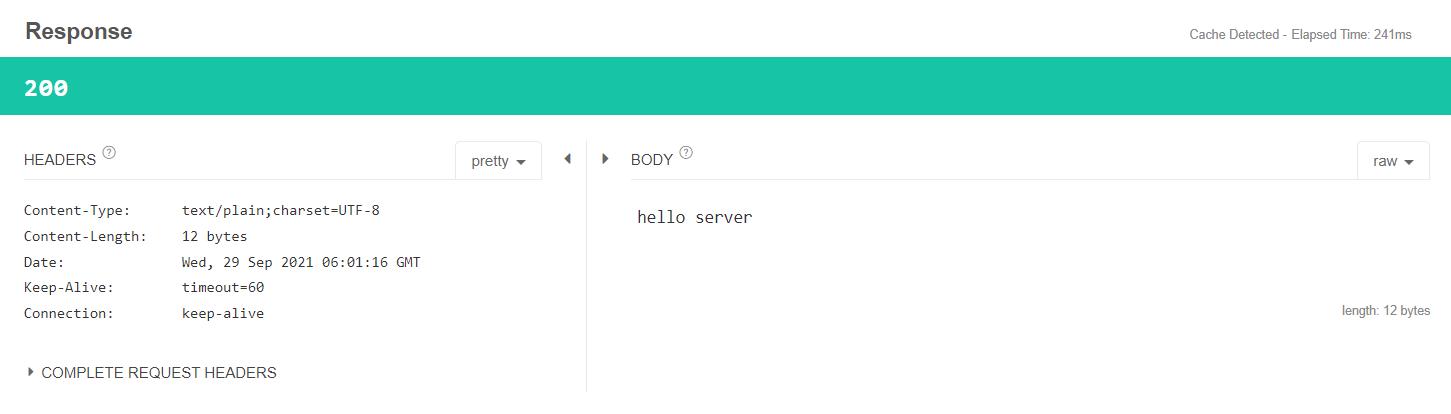 Response
Cache Detected - Elapsed Time: 241ms
200
HEADERS ?
pretty
Content-Type: text/plain;charset=UTF-8
Content-Length: 12 bytes
Date: Wed, 29 Sep 2021 06:01:16 GMT
Keep-Alive: timeout=60
Connection: keep-alive
COMPLETE REQUEST HEADERS
BODY ?
raw
hello server
length: 12 bytes